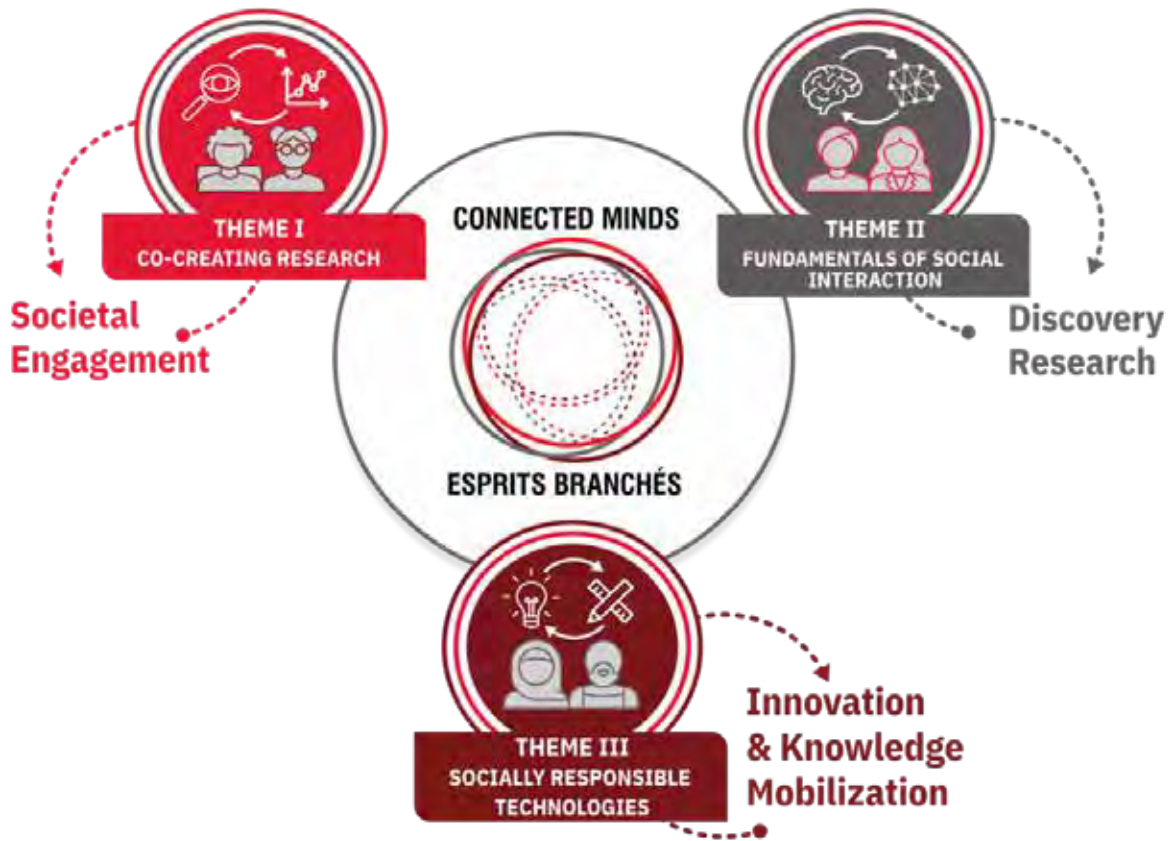 THEME I
CO-CREATING RESEARCH
Societal
Engagement
CONNECTED MINDS
ESPRITS BRANCHÉS
THEME II
FUNDAMENTALS OF SOCIAL
INTERACTION
Discovery
Research
THEME III
SOCIALLY RESPONSIBLE
TECHNOLOGIES
Innovation
& Knowledge
Mobilization